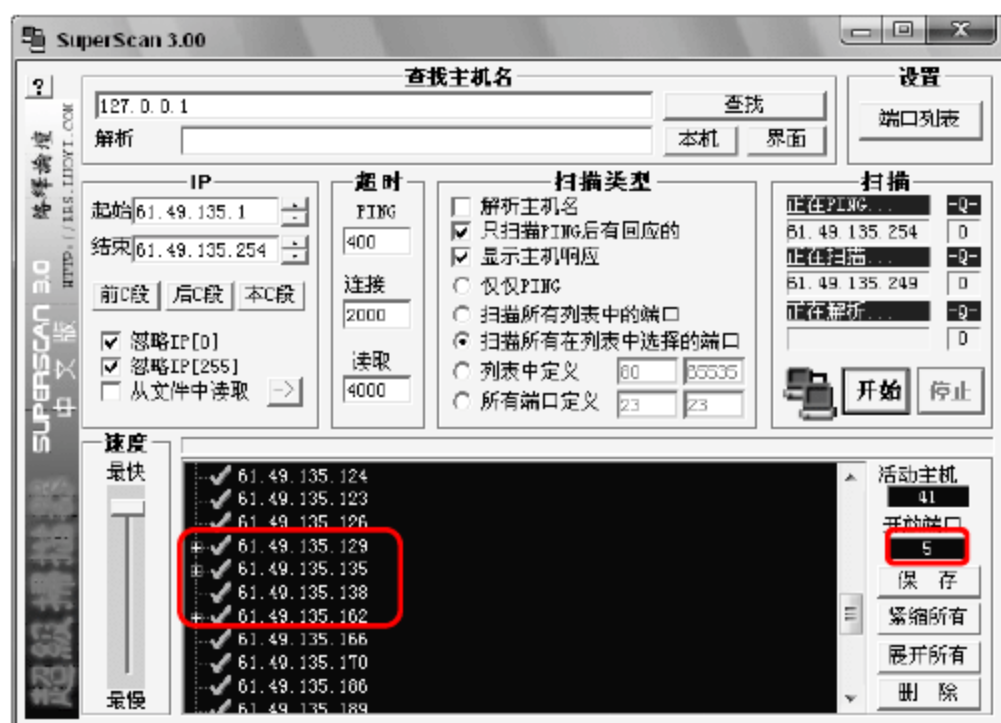 SuperScan 3.00
查找主机名
127.0.0.1
查找
解析
本机
界面
设置
端口列表
IP
起始 61.49.135.1
结束 61.49.135.254
前C段
后C段
本C段
忽略IP[0]
忽略IP[255]
从文件中读取
->
超时
PING
400
连接
2000
读取
4000
扫描类型
解析主机名
只扫描PING后有回应的
显示主机响应
仅仅PING
扫描所有列表中的端口
扫描所有在列表中选择的端口
列表中定义 80 65535
所有端口定义 23 23
扫描
正在PING... -Q-
61.49.135.254 0
正在扫描... -Q-
61.49.135.249 0
正在解析... -Q-
0
开始
停止
速度
最快
最慢
61.49.135.124
61.49.135.123
61.49.135.126
61.49.135.129
61.49.135.135
61.49.135.138
61.49.135.162
61.49.135.166
61.49.135.170
61.49.135.186
61.49.135.189
活动主机
41
开放端口
5
保 存
紧缩所有
展开所有
删 除
?
SUPERSCAN 3.0
中文版